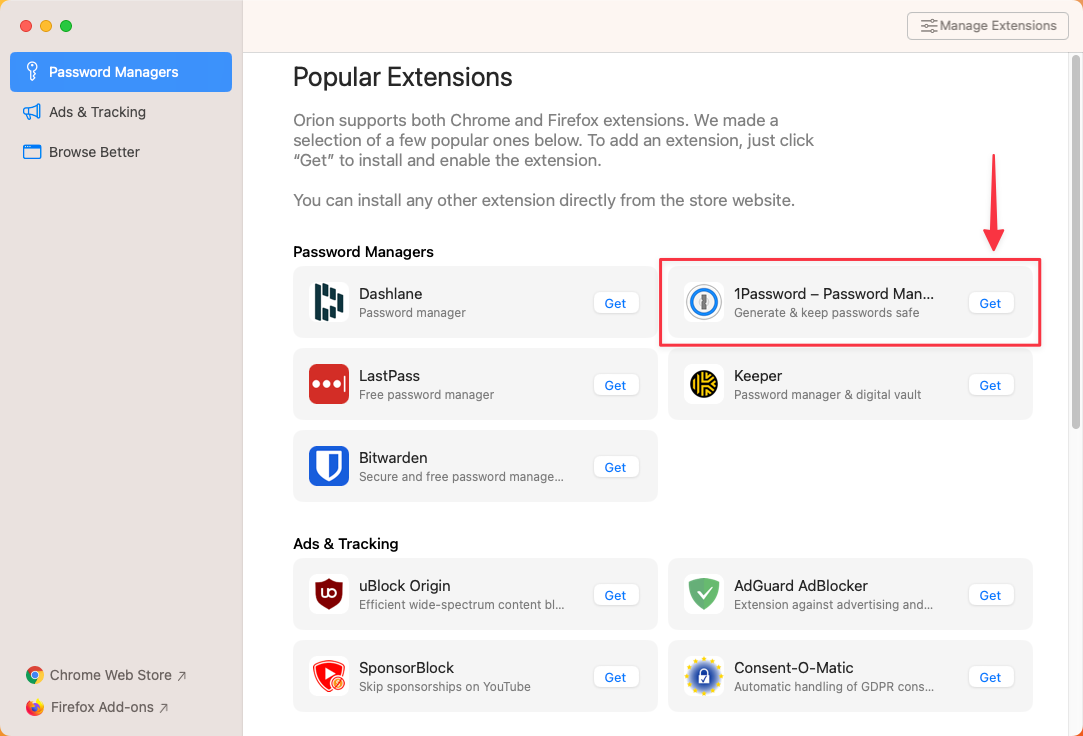 Manage Extensions
Password Managers
Ads & Tracking
Browse Better
Chrome Web Store
Firefox Add-ons
Popular Extensions
Orion supports both Chrome and Firefox extensions. We made a
selection of a few popular ones below. To add an extension, just click
“Get” to install and enable the extension.
You can install any other extension directly from the store website.
Password Managers
Dashlane
Password manager
Get
1Password – Password Man...
Generate & keep passwords safe
Get
LastPass
Free password manager
Get
Keeper
Password manager & digital vault
Get
Bitwarden
Secure and free password manage...
Get
Ads & Tracking
uBlock Origin
Efficient wide-spectrum content bl...
Get
AdGuard AdBlocker
Extension against advertising and...
Get
SponsorBlock
Skip sponsorships on YouTube
Get
Consent-O-Matic
Automatic handling of GDPR cons...
Get